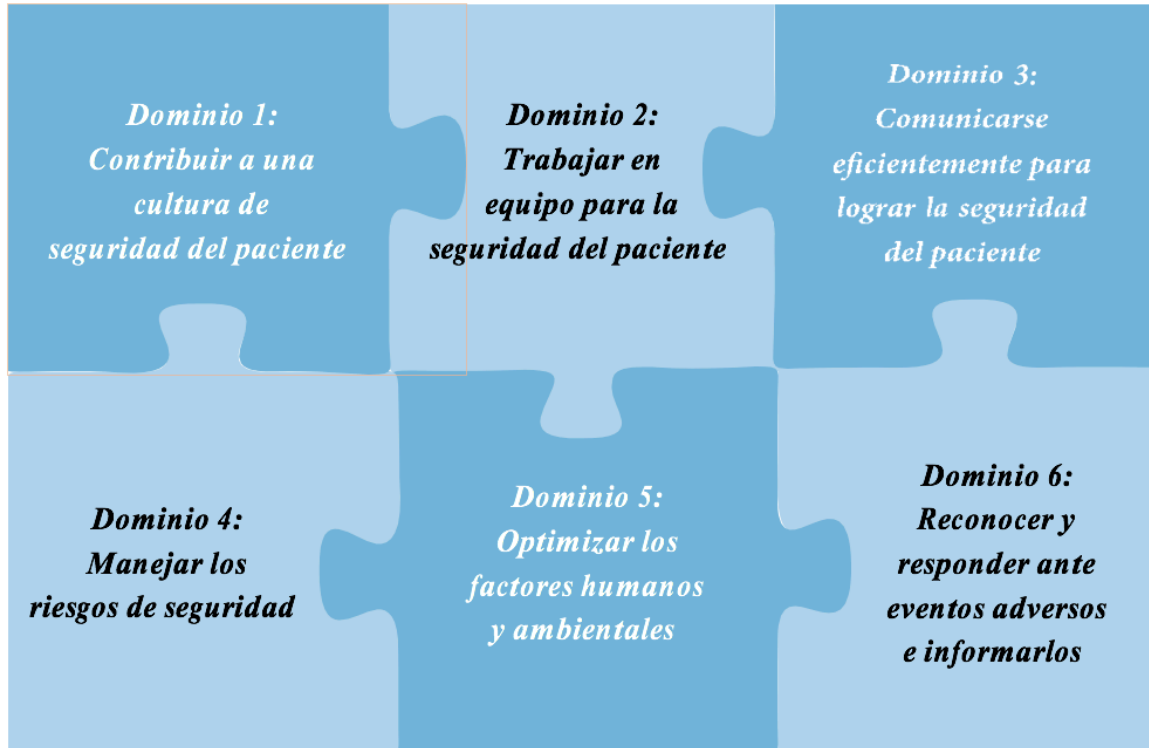 Dominio 1:
Contribuir a una
cultura de
seguridad del paciente
Dominio 2:
Trabajar en
equipo para la
seguridad del paciente
Dominio 3:
Comunicarse
eficientemente para
lograr la seguridad
del paciente
Dominio 4:
Manejar los
riesgos de seguridad
Dominio 5:
Optimizar los
factores humanos
y ambientales
Dominio 6:
Reconocer y
responder ante
eventos adversos
e informarlos